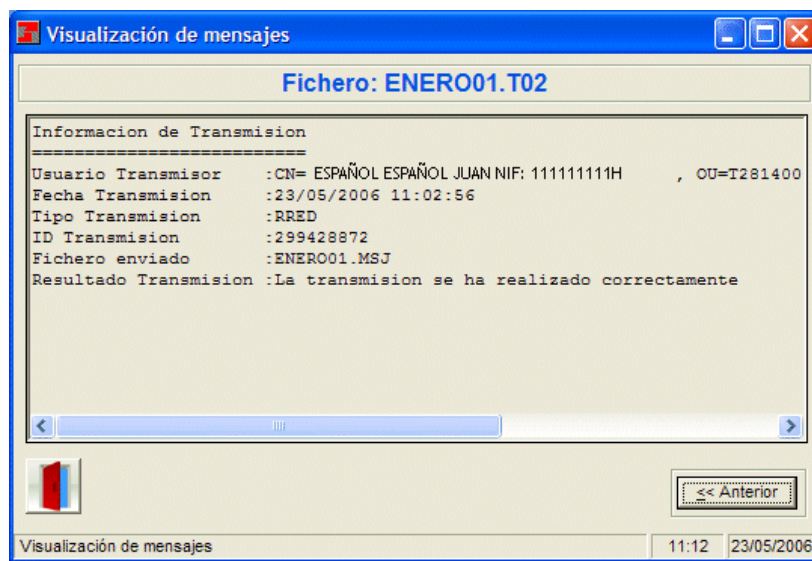 Visualización de mensajes
Fichero: ENERO01.T02
Informacion de Transmision
==========================
Usuario Transmisor :CN= ESPAÑOL ESPAÑOL JUAN NIF: 111111111H , OU=T281400
Fecha Transmision :23/05/2006 11:02:56
Tipo Transmision :RRED
ID Transmision :299428872
Fichero enviado :ENERO01.MSJ
Resultado Transmision :La transmision se ha realizado correctamente
<< Anterior
Visualización de mensajes 11:12 23/05/2006